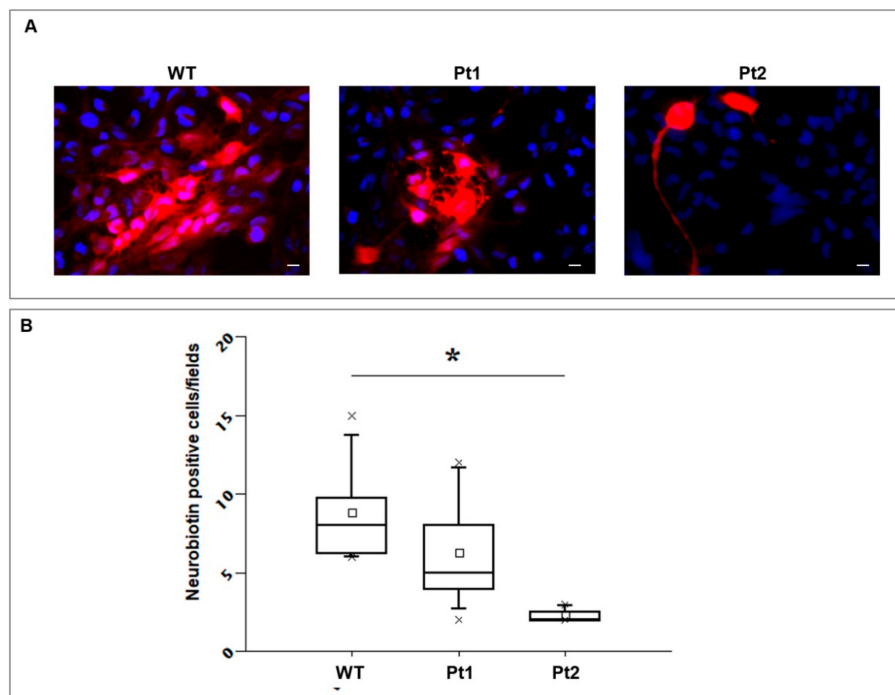 A
WT Pt1 Pt2
B
Neurobiotin positive cells/fields
20
*
15
10
5
0
WT Pt1 Pt2